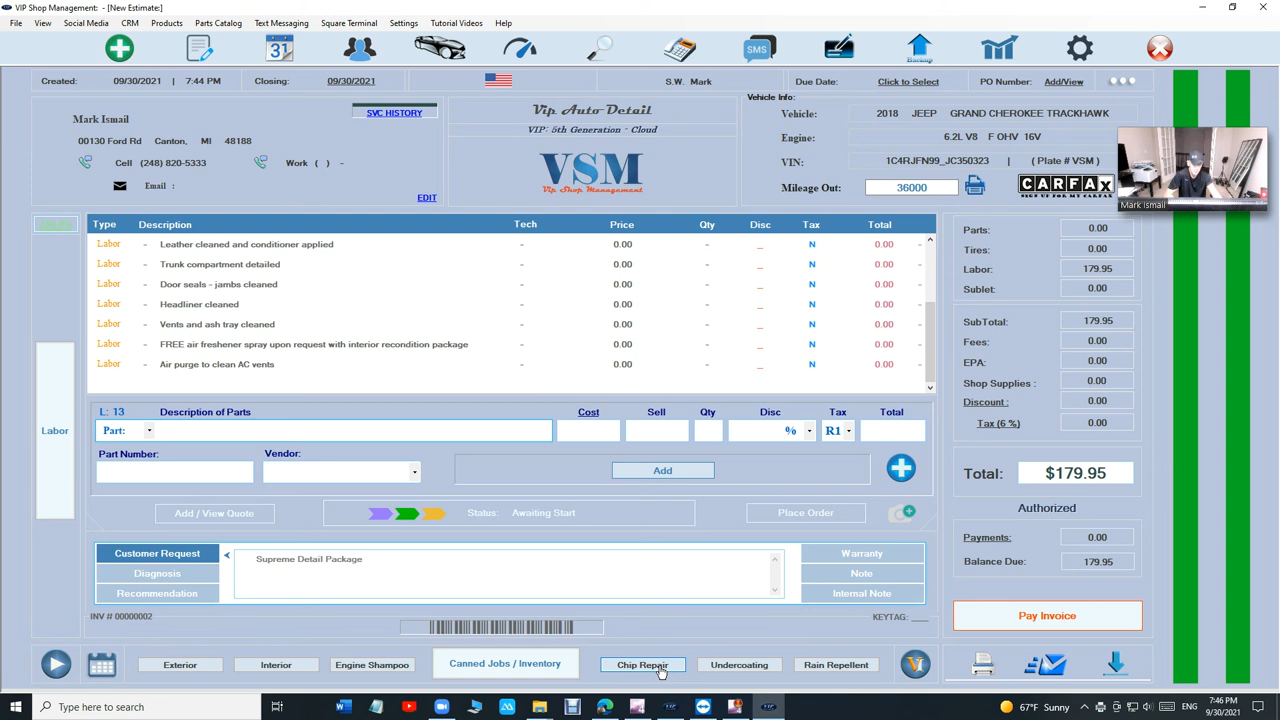 VIP Shop Management: - [New Estimate:]
File View Social Media CRM Products Parts Catalog Text Messaging Square Terminal Settings Tutorial Videos Help
31 SMS Backup
Created: 09/30/2021 | 7:44 PM Closing: 09/30/2021 S.W. Mark Due Date: Click to Select PO Number: Add/View
Mark Ismail
SVC HISTORY
00130 Ford Rd Canton, MI 48188
Cell (248) 820-5333 Work ( ) -
Email :
EDIT
Vip Auto Detail
VIP: 5th Generation - Cloud
VSM
Vip Shop Management
Vehicle Info:
Vehicle: 2018 JEEP GRAND CHEROKEE TRACKHAWK
Engine: 6.2L V8 F OHV 16V
VIN: 1C4RJFN99_JC350323 | ( Plate # VSM )
Mileage Out: 36000
CARFAX
SIGN UP FOR MY CARFAX
Mark Ismail
Type Description Tech Price Qty Disc Tax Total
Labor - Leather cleaned and conditioner applied - 0.00 - _ N 0.00 -
Labor - Trunk compartment detailed - 0.00 - _ N 0.00 -
Labor - Door seals - jambs cleaned - 0.00 - _ N 0.00 -
Labor - Headliner cleaned - 0.00 - _ N 0.00 -
Labor - Vents and ash tray cleaned - 0.00 - _ N 0.00 -
Labor - FREE air freshener spray upon request with interior recondition package - 0.00 - _ N 0.00 -
Labor - Air purge to clean AC vents - 0.00 - _ N 0.00 -
Labor
L: 13 Description of Parts Cost Sell Qty Disc Tax Total
Part: % R1
Part Number: Vendor:
Add
Add / View Quote Status: Awaiting Start Place Order
Customer Request < Supreme Detail Package Warranty
Diagnosis Note
Recommendation Internal Note
INV # 00000002 KEYTAG: ___
Parts: 0.00
Tires: 0.00
Labor: 179.95
Sublet: 0.00
SubTotal: 179.95
Fees: 0.00
EPA: 0.00
Shop Supplies : 0.00
Discount : 0.00
Tax (6 %) 0.00
Total: $179.95
Authorized
Payments: 0.00
Balance Due: 179.95
Pay Invoice
Exterior Interior Engine Shampoo Canned Jobs / Inventory Chip Repair Undercoating Rain Repellent
Type here to search 67°F Sunny ENG 7:46 PM
9/30/2021